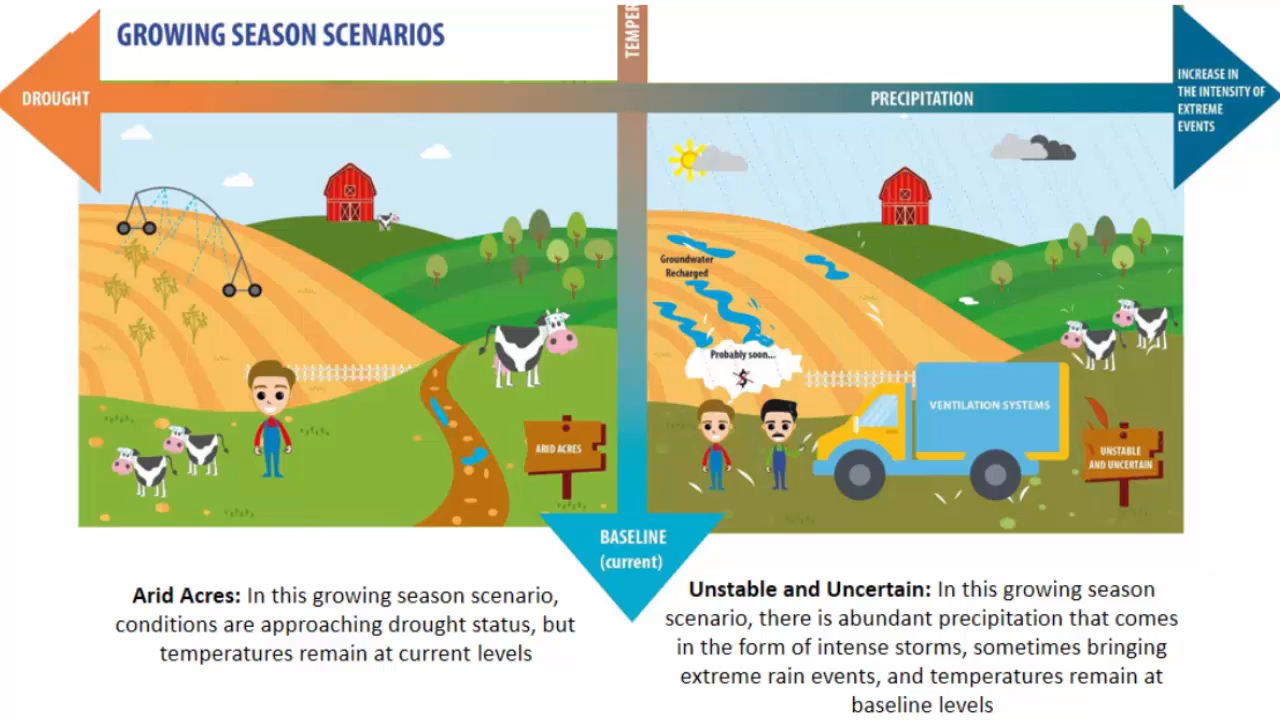 GROWING SEASON SCENARIOS
DROUGHT
PRECIPITATION
INCREASE IN
THE INTENSITY OF
EXTREME
EVENTS
Groundwater
Recharged
Probably soon...
$
VENTILATION SYSTEMS
ARID ACRES
UNSTABLE
AND UNCERTAIN
BASELINE
(current)
Arid Acres: In this growing season scenario,
conditions are approaching drought status, but
temperatures remain at current levels
Unstable and Uncertain: In this growing season
scenario, there is abundant precipitation that comes
in the form of intense storms, sometimes bringing
extreme rain events, and temperatures remain at
baseline levels